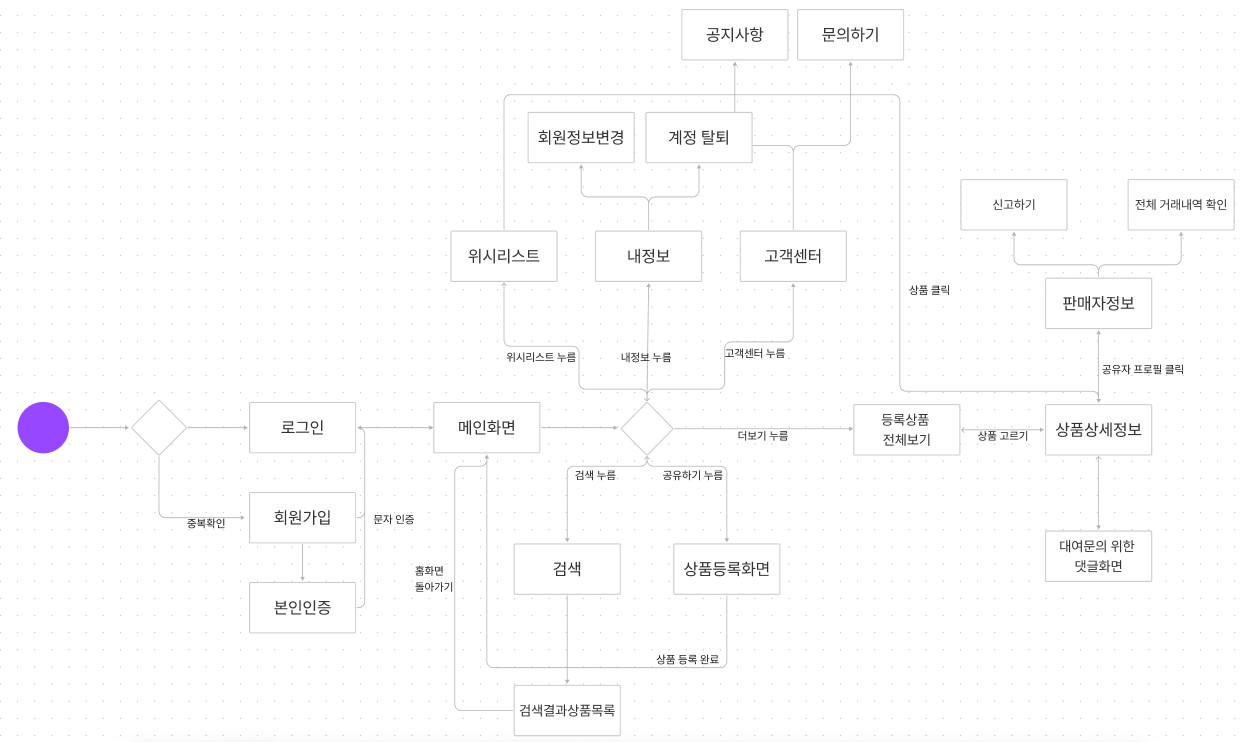 공지사항
문의하기
회원정보변경
계정 탈퇴
신고하기
전체 거래내역 확인
위시리스트
내정보
고객센터
상품 클릭
판매자정보
위시리스트 누름
내정보 누름
고객센터 누름
공유자 프로필 클릭
로그인
메인화면
더보기 누름
등록상품
전체보기
상품 고르기
상품상세정보
검색 누름
공유하기 누름
중복확인
회원가입
문자 인증
대여문의 위한
댓글화면
홈화면
돌아가기
검색
상품등록화면
본인인증
상품 등록 완료
검색결과상품목록